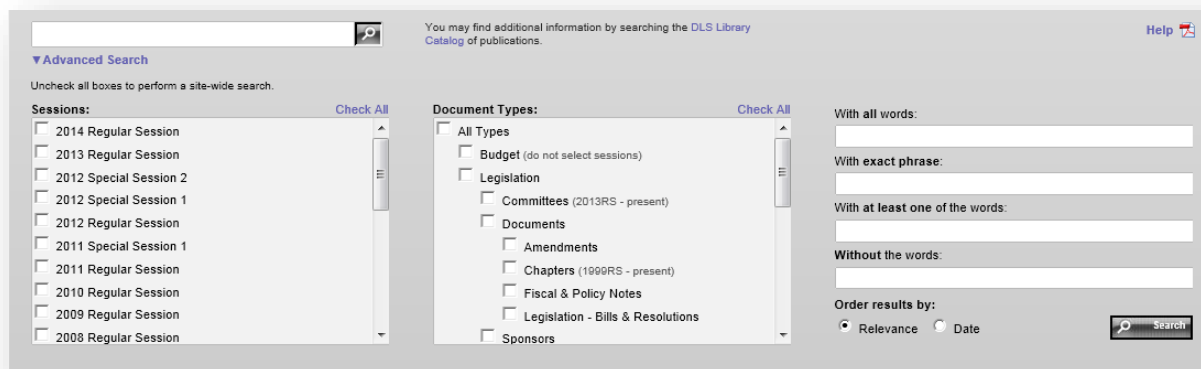 You may find additional information by searching the DLS Library
Catalog of publications.
Help
▼Advanced Search
Uncheck all boxes to perform a site-wide search.
Sessions: Check All
2014 Regular Session
2013 Regular Session
2012 Special Session 2
2012 Special Session 1
2012 Regular Session
2011 Special Session 1
2011 Regular Session
2010 Regular Session
2009 Regular Session
2008 Regular Session
Document Types: Check All
All Types
Budget (do not select sessions)
Legislation
Committees (2013RS - present)
Documents
Amendments
Chapters (1999RS - present)
Fiscal & Policy Notes
Legislation - Bills & Resolutions
Sponsors
With all words:
With exact phrase:
With at least one of the words:
Without the words:
Order results by:
Relevance Date
Search